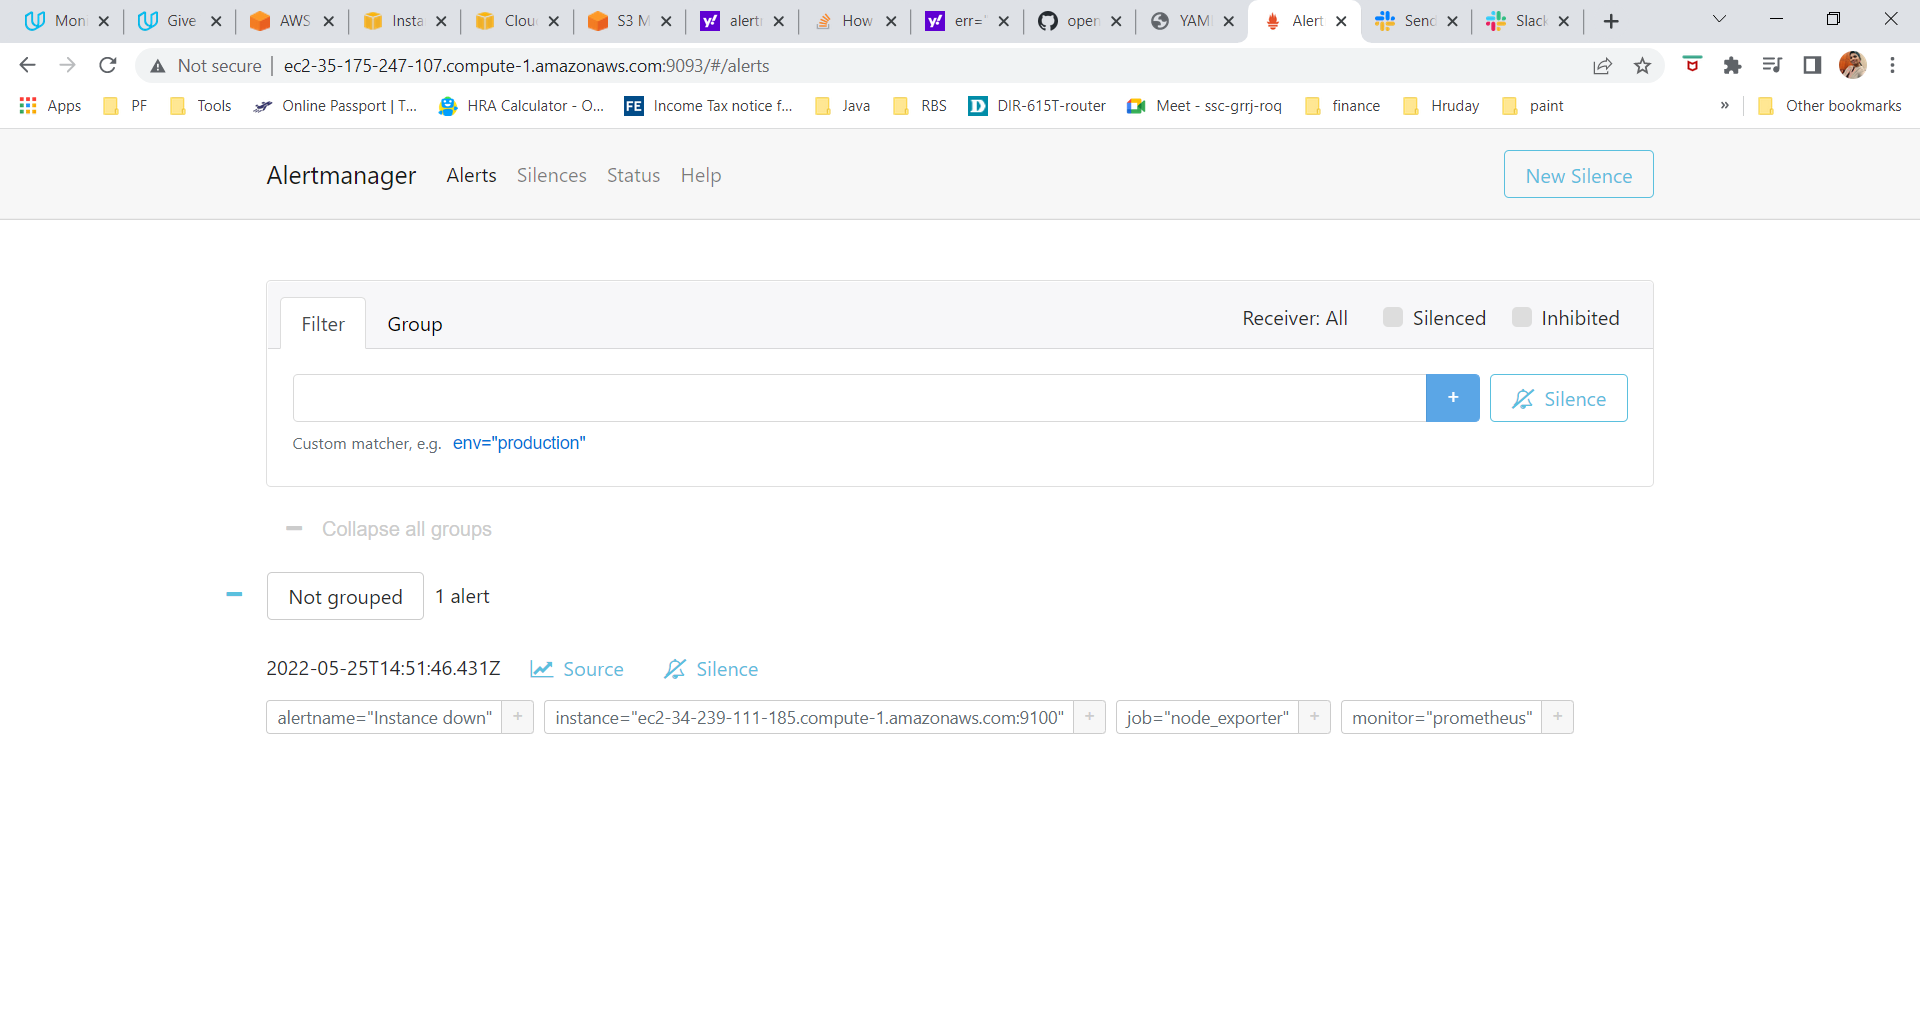 Moni Give AWS Insta Clou S3 M alert How err=" open YAM Alert Send Slack
Not secure ec2-35-175-247-107.compute-1.amazonaws.com:9093/#/alerts
Apps PF Tools Online Passport | T... HRA Calculator - O... FE Income Tax notice f... Java RBS D DIR-615T-router Meet - ssc-grrj-roq finance Hruday paint » Other bookmarks
Alertmanager Alerts Silences Status Help New Silence
Filter Group Receiver: All Silenced Inhibited
+ Silence
Custom matcher, e.g. env="production"
Collapse all groups
Not grouped 1 alert
2022-05-25T14:51:46.431Z Source Silence
alertname="Instance down" + instance="ec2-34-239-111-185.compute-1.amazonaws.com:9100" + job="node_exporter" + monitor="prometheus" +